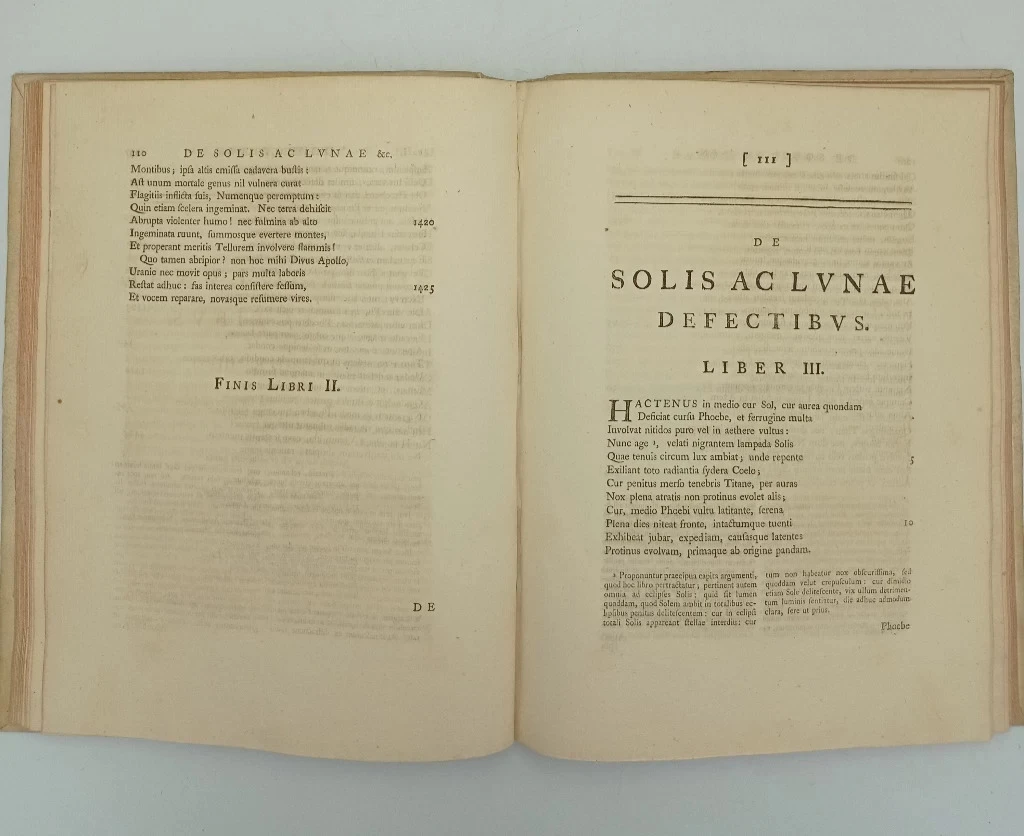 110 DE SOLIS AC LVNAE &c.
Montibus; ipſa altis emiſſa cadavera buſtis:
Aſt unum mortale genus nil vulnera curat
Flagitiis inflicta ſuis, Numenque peremptum:
Quin etiam ſcelera ingeminat. Nec terra dehiſcit
Abrupta violenter humo! nec fulmina ab alto 1420
Ingeminata ruunt, ſummosque evertere montes,
Et properant meritis Tellurem involvere flammis!
Quo tamen abripior? non hoc mihi Divus Apollo,
Uranie nec movit opus; pars multa laboris
Reſtat adhuc: fas interea conſiſtere feſſum, 1425
Et vocem reparare, novasque reſumere vires.
FINIS LIBRI II.
DE
[ 111 ]
DE
SOLIS AC LVNAE
DEFECTIBVS.
LIBER III.
HACTENUS in medio cur Sol, cur aurea quondam
Deficiat curſu Phoebe, et ferrugine multa
Involvat nitidos puro vel in aethere vultus:
Nunc age ¹, velati nigrantem lampada Solis
Quae tenuis circum lux ambiat; unde repente 5
Exiliant toto radiantia ſydera Coelo;
Cur penitus merſo tenebris Titane, per auras
Nox plena atratis non protinus evolet alis;
Cur, medio Phoebi vultu latitante, ſerena
Plena dies niteat fronte, intactumque tuenti 10
Exhibeat jubar, expediam, cauſasque latentes
Protinus evolvam, primaque ab origine pandam.
¹ Proponuntur praecipua capita argumenti,
quod hoc libro pertractatur; pertinent autem
omnia ad eclipſes Solis: quid ſit lumen
quoddam, quod Solem ambit in totalibus ec-
lipſibus penitus deliteſcentem: cur in eclipſi
totali Solis appareant ſtellae interdiu: cur
tum non habeatur nox obſcuriſſima, ſed
quoddam velut crepuſculum: cur dimidio
etiam Sole deliteſcente, vix ullum detrimen-
tum luminis ſentiatur, die adhuc admodum
clara, fere ut prius.
Phoebe